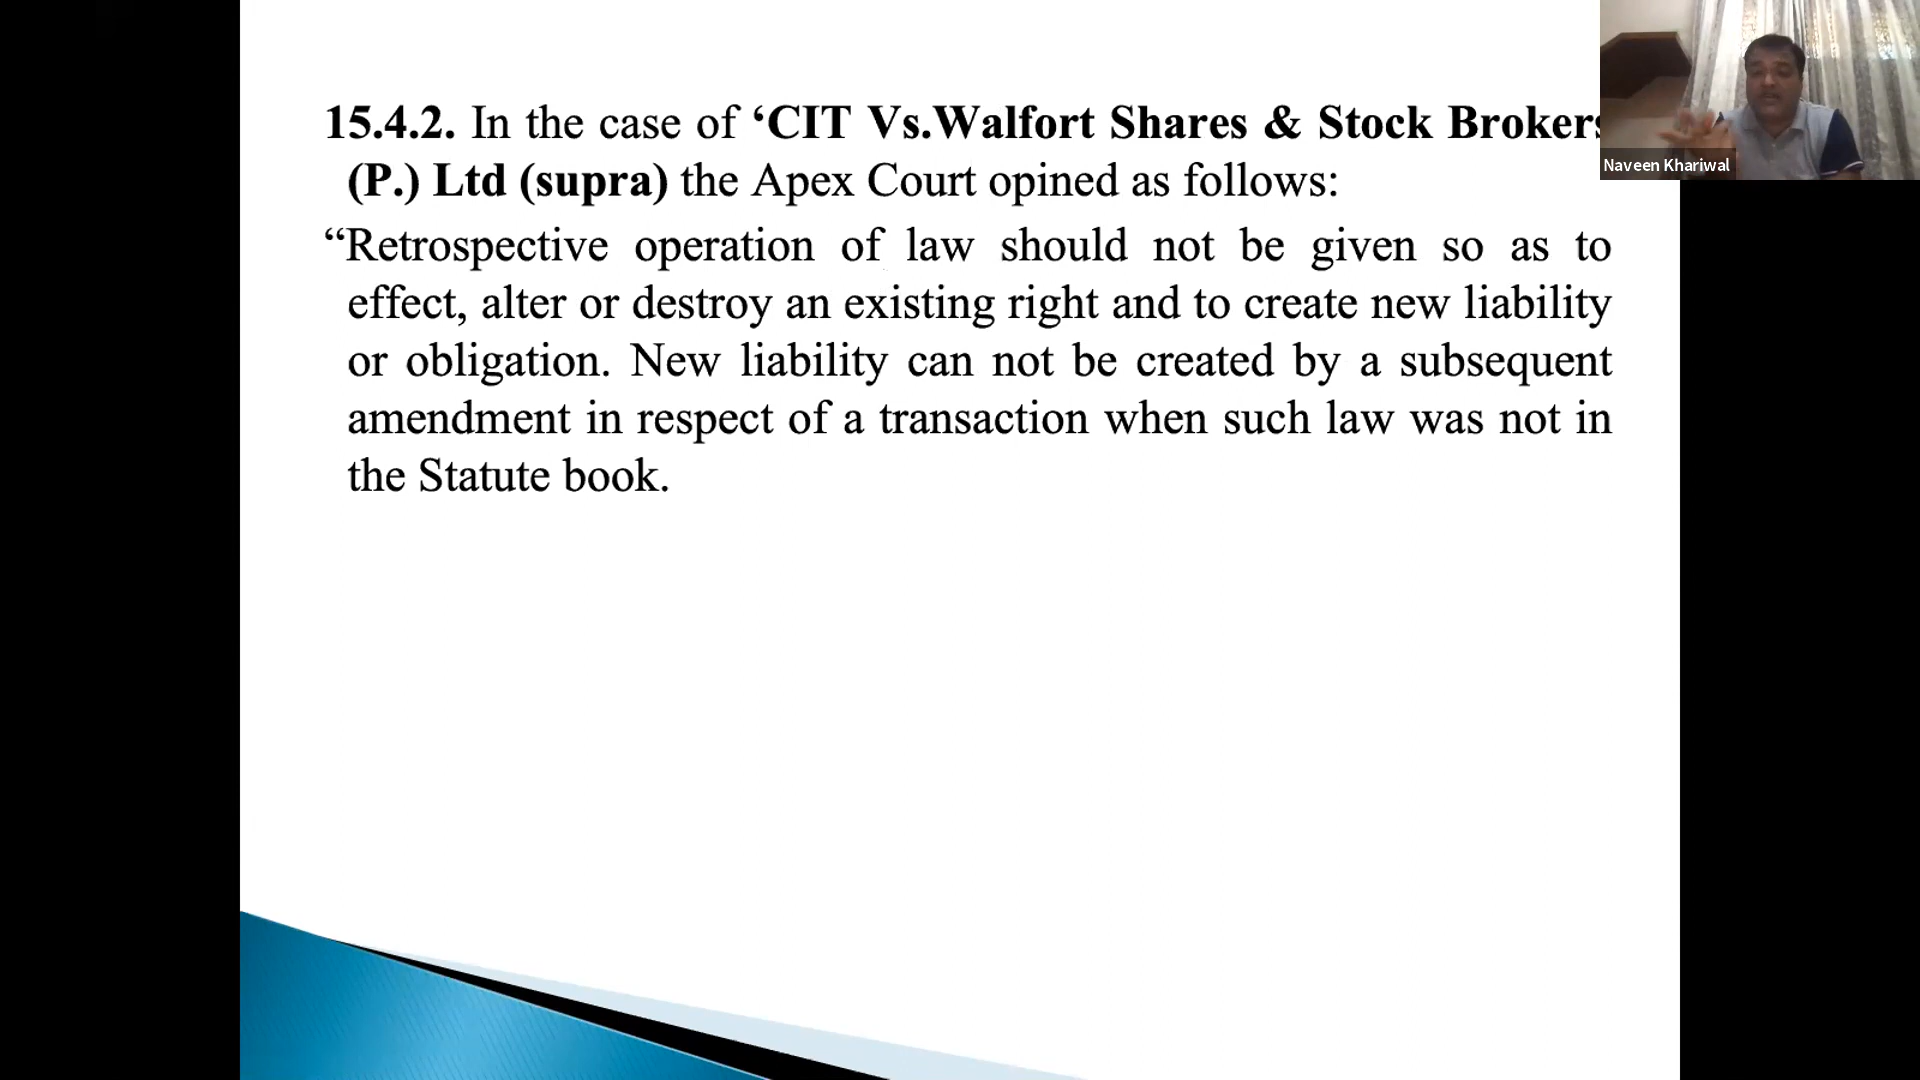 15.4.2. In the case of ‘CIT Vs.Walfort Shares & Stock Brokers
(P.) Ltd (supra) the Apex Court opined as follows:
“Retrospective operation of law should not be given so as to
effect, alter or destroy an existing right and to create new liability
or obligation. New liability can not be created by a subsequent
amendment in respect of a transaction when such law was not in
the Statute book.
Naveen Khariwal